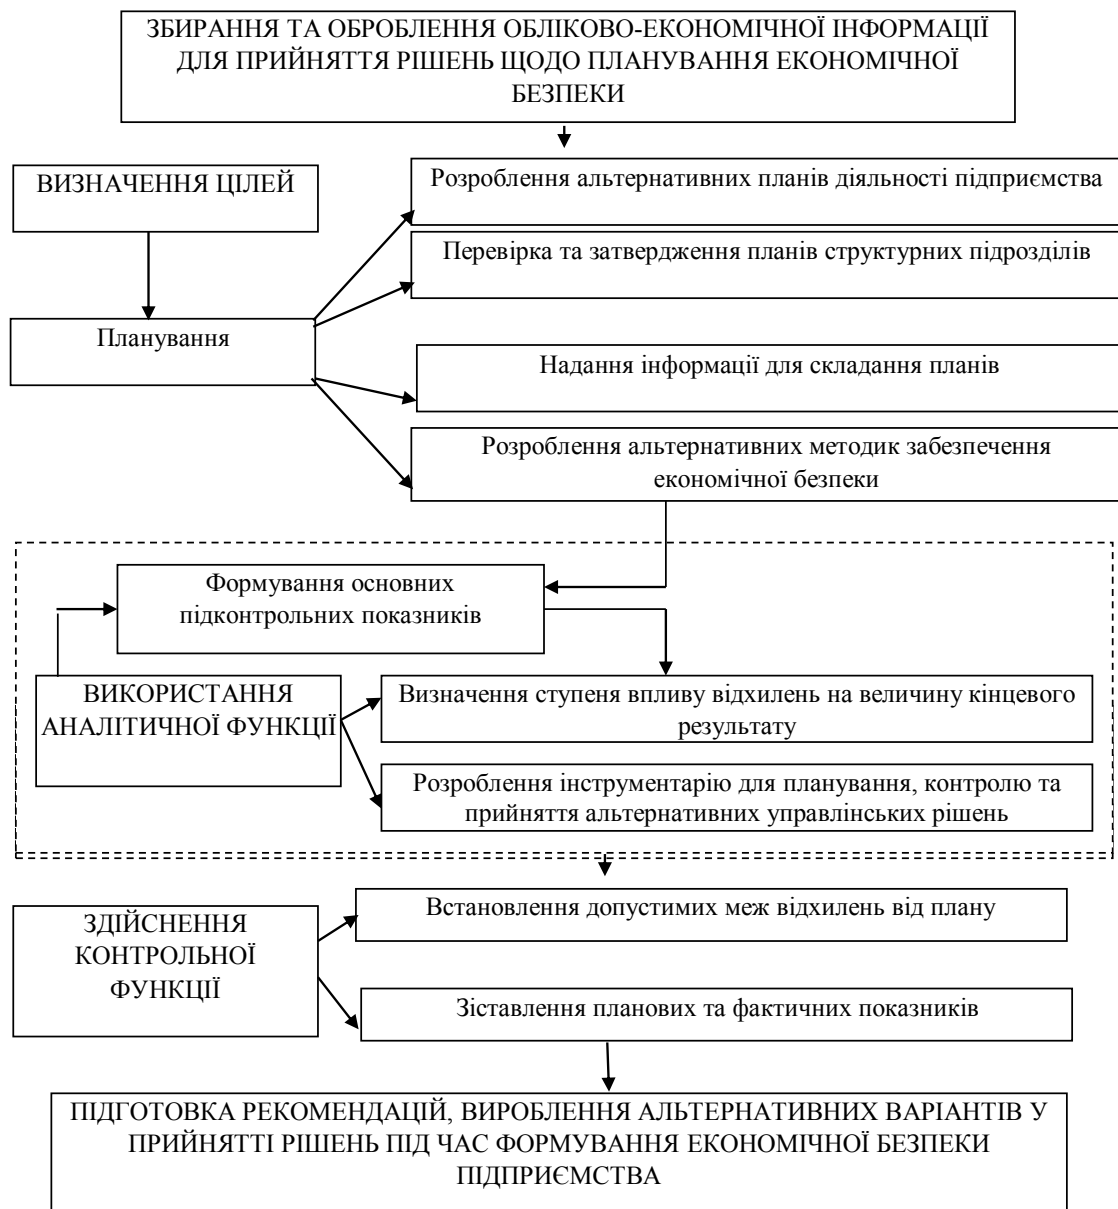 ЗБИРАННЯ ТА ОБРОБЛЕННЯ ОБЛІКОВО-ЕКОНОМІЧНОЇ ІНФОРМАЦІЇ
ДЛЯ ПРИЙНЯТТЯ РІШЕНЬ ЩОДО ПЛАНУВАННЯ ЕКОНОМІЧНОЇ
БЕЗПЕКИ
ВИЗНАЧЕННЯ ЦІЛЕЙ
Розроблення альтернативних планів діяльності підприємства
Перевірка та затвердження планів структурних підрозділів
Планування
Надання інформації для складання планів
Розроблення альтернативних методик забезпечення
економічної безпеки
Формування основних
підконтрольних показників
ВИКОРИСТАННЯ
АНАЛІТИЧНОЇ ФУНКЦІЇ
Визначення ступеня впливу відхилень на величину кінцевого
результату
Розроблення інструментарію для планування, контролю та
прийняття альтернативних управлінських рішень
ЗДІЙСНЕННЯ
КОНТРОЛЬНОЇ
ФУНКЦІЇ
Встановлення допустимих меж відхилень від плану
Зіставлення планових та фактичних показників
ПІДГОТОВКА РЕКОМЕНДАЦІЙ, ВИРОБЛЕННЯ АЛЬТЕРНАТИВНИХ ВАРІАНТІВ У
ПРИЙНЯТТІ РІШЕНЬ ПІД ЧАС ФОРМУВАННЯ ЕКОНОМІЧНОЇ БЕЗПЕКИ
ПІДПРИЄМСТВА